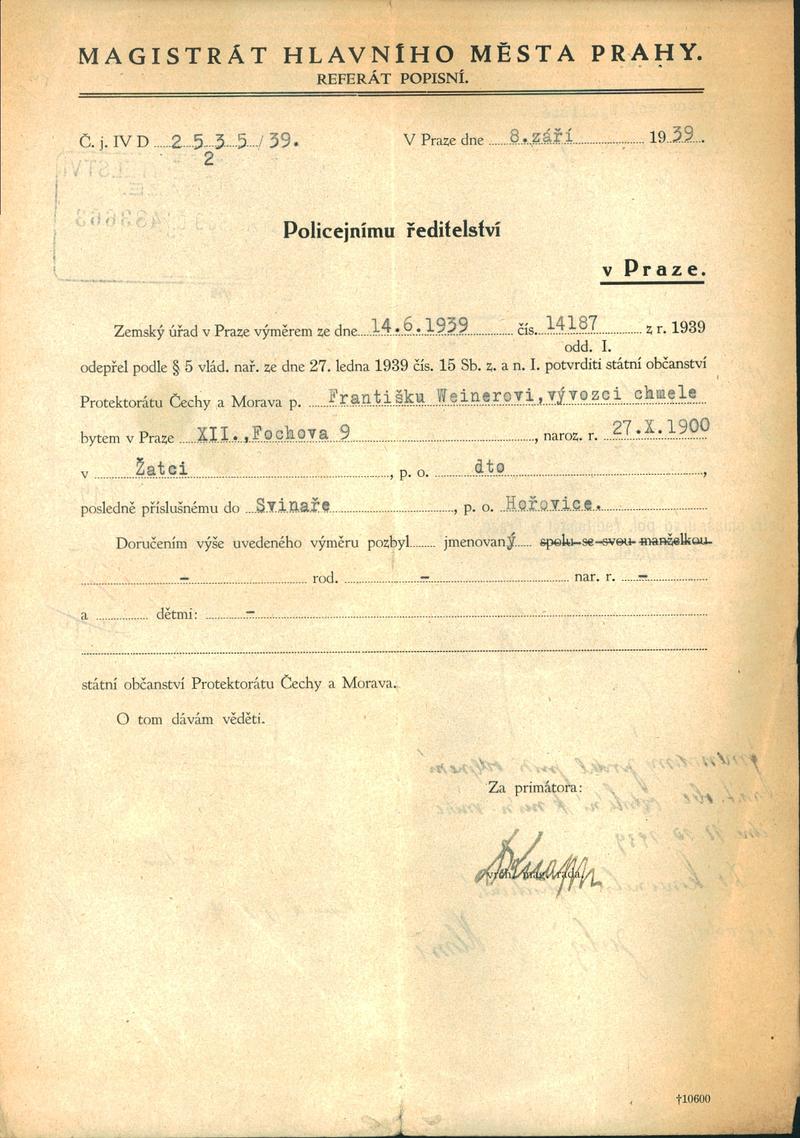 MAGISTRÁT HLAVNÍHO MĚSTA PRAHY.
REFERÁT POPISNÍ.
Č. j. IV D 2535/39. V Praze dne 8.září 1939.
2
Policejnímu ředitelství
v Praze.
Zemský úřad v Praze výměrem ze dne 14.6.1939 čís. 14187 z r. 1939
odd. I.
odepřel podle § 5 vlád. nař. ze dne 27. ledna 1939 čís. 15 Sb. z. a n. I. potvrditi státní občanství
Protektorátu Čechy a Morava p. Františku Weinerovi,vývozci chmele
bytem v Praze XII.,Fochova 9, naroz. r. 27.X.1900
v Žatci, p. o. dto,
posledně příslušnému do Svinaře, p. o. Hořovice.
Doručením výše uvedeného výměru pozbyl jmenovaný spolu se svou manželkou
- rod. - nar. r. -
a dětmi: -
státní občanství Protektorátu Čechy a Morava.
O tom dávám věděti.
Za primátora:
†10600